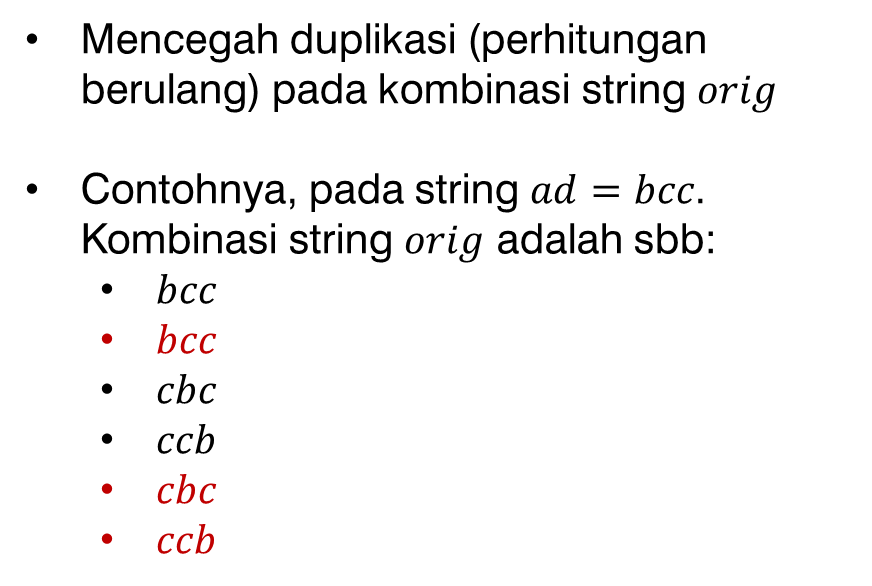 • Mencegah duplikasi (perhitungan
berulang) pada kombinasi string orig
• Contohnya, pada string ad = bcc.
Kombinasi string orig adalah sbb:
• bcc
• bcc
• cbc
• ccb
• cbc
• ccb